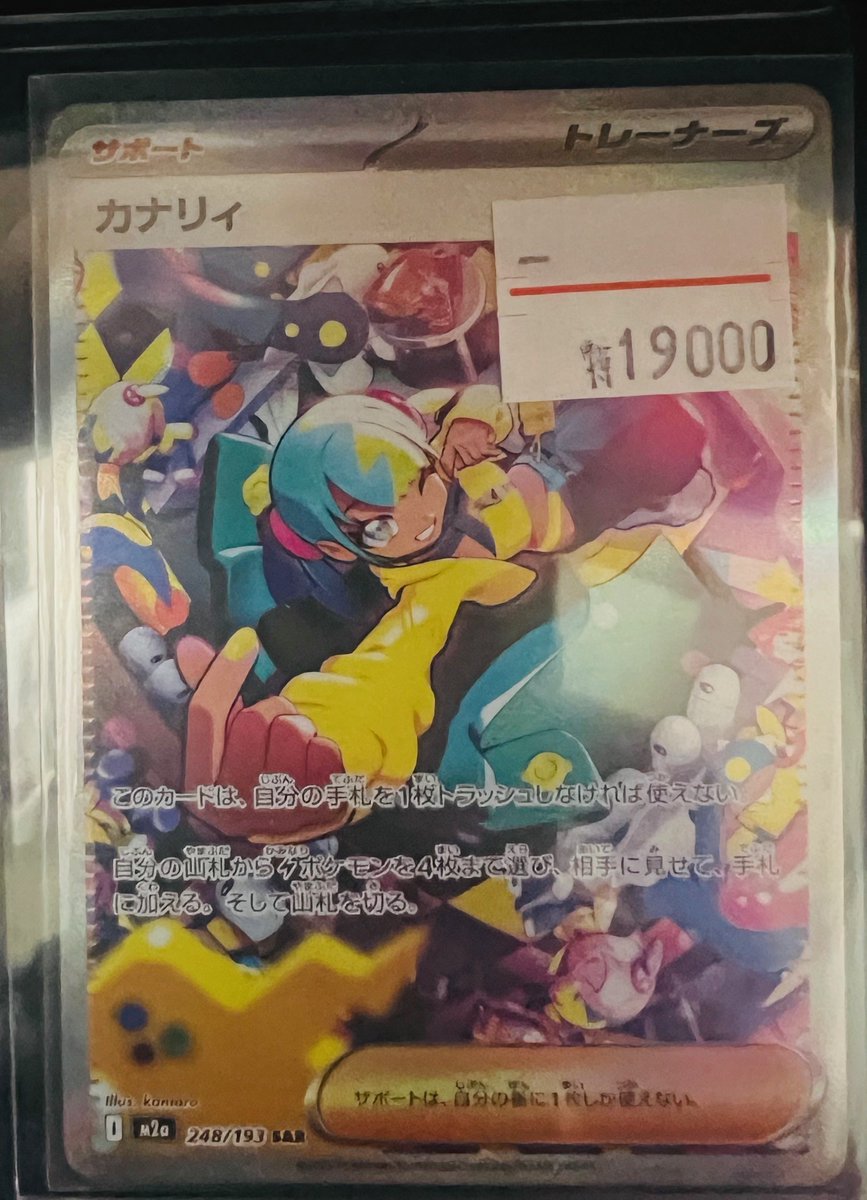 サポート
トレーナーズ
カナリィ
特19000
このカードは、自分の手札を1枚トラッシュしなければ使えない。
自分の山札からポケモンを4枚まで選び、相手に見せて、手札
に加える。そして山札を切る。
サポートは、自分の番に1枚しか使えない。
Illus. kantaro
I M2a 248/193 SAR